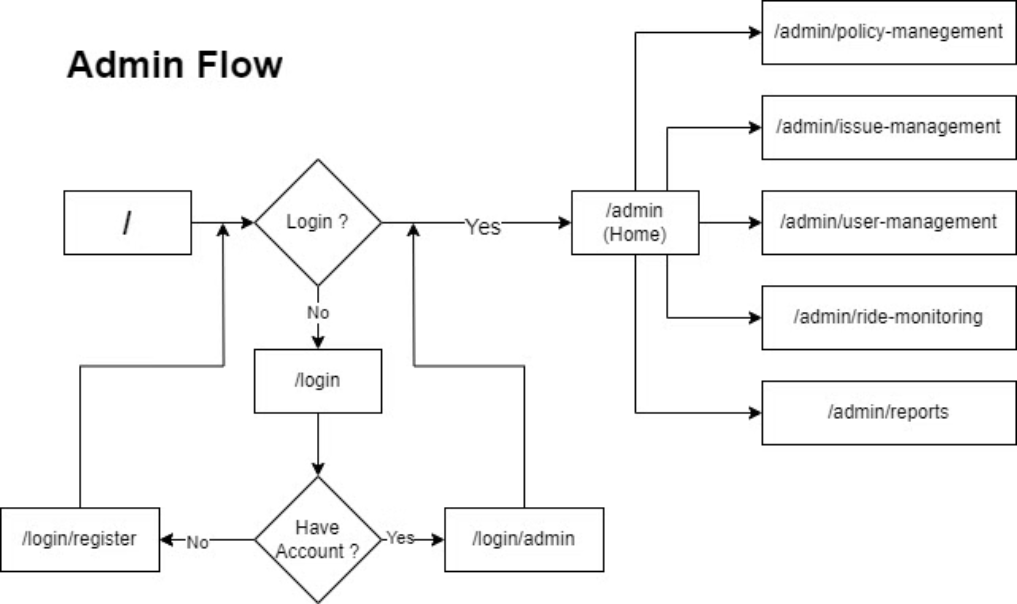 Admin Flow
/admin/policy-manegement
/admin/issue-management
/
Login ?
Yes
/admin
(Home)
/admin/user-management
No
/admin/ride-monitoring
/login
/admin/reports
/login/register
No
Have
Account ?
Yes
/login/admin